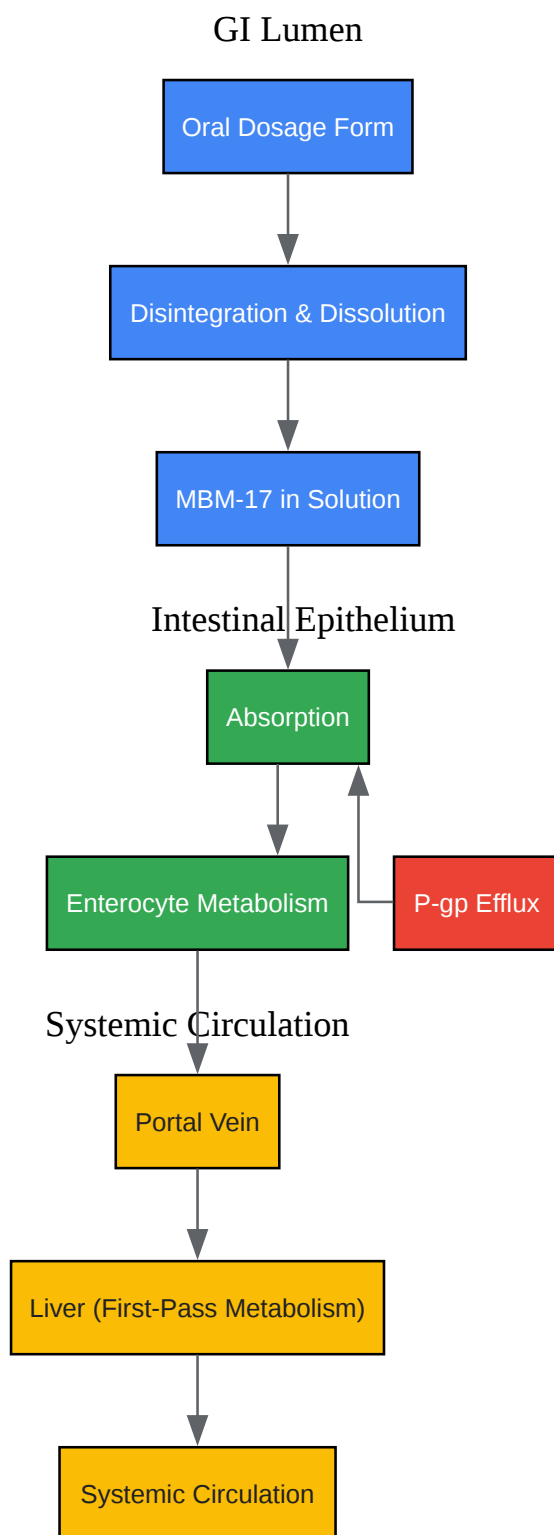 GI Lumen
Oral Dosage Form
Disintegration & Dissolution
MBM-17 in Solution
Intestinal Epithelium
Absorption
Enterocyte Metabolism
P-gp Efflux
Systemic Circulation
Portal Vein
Liver (First-Pass Metabolism)
Systemic Circulation